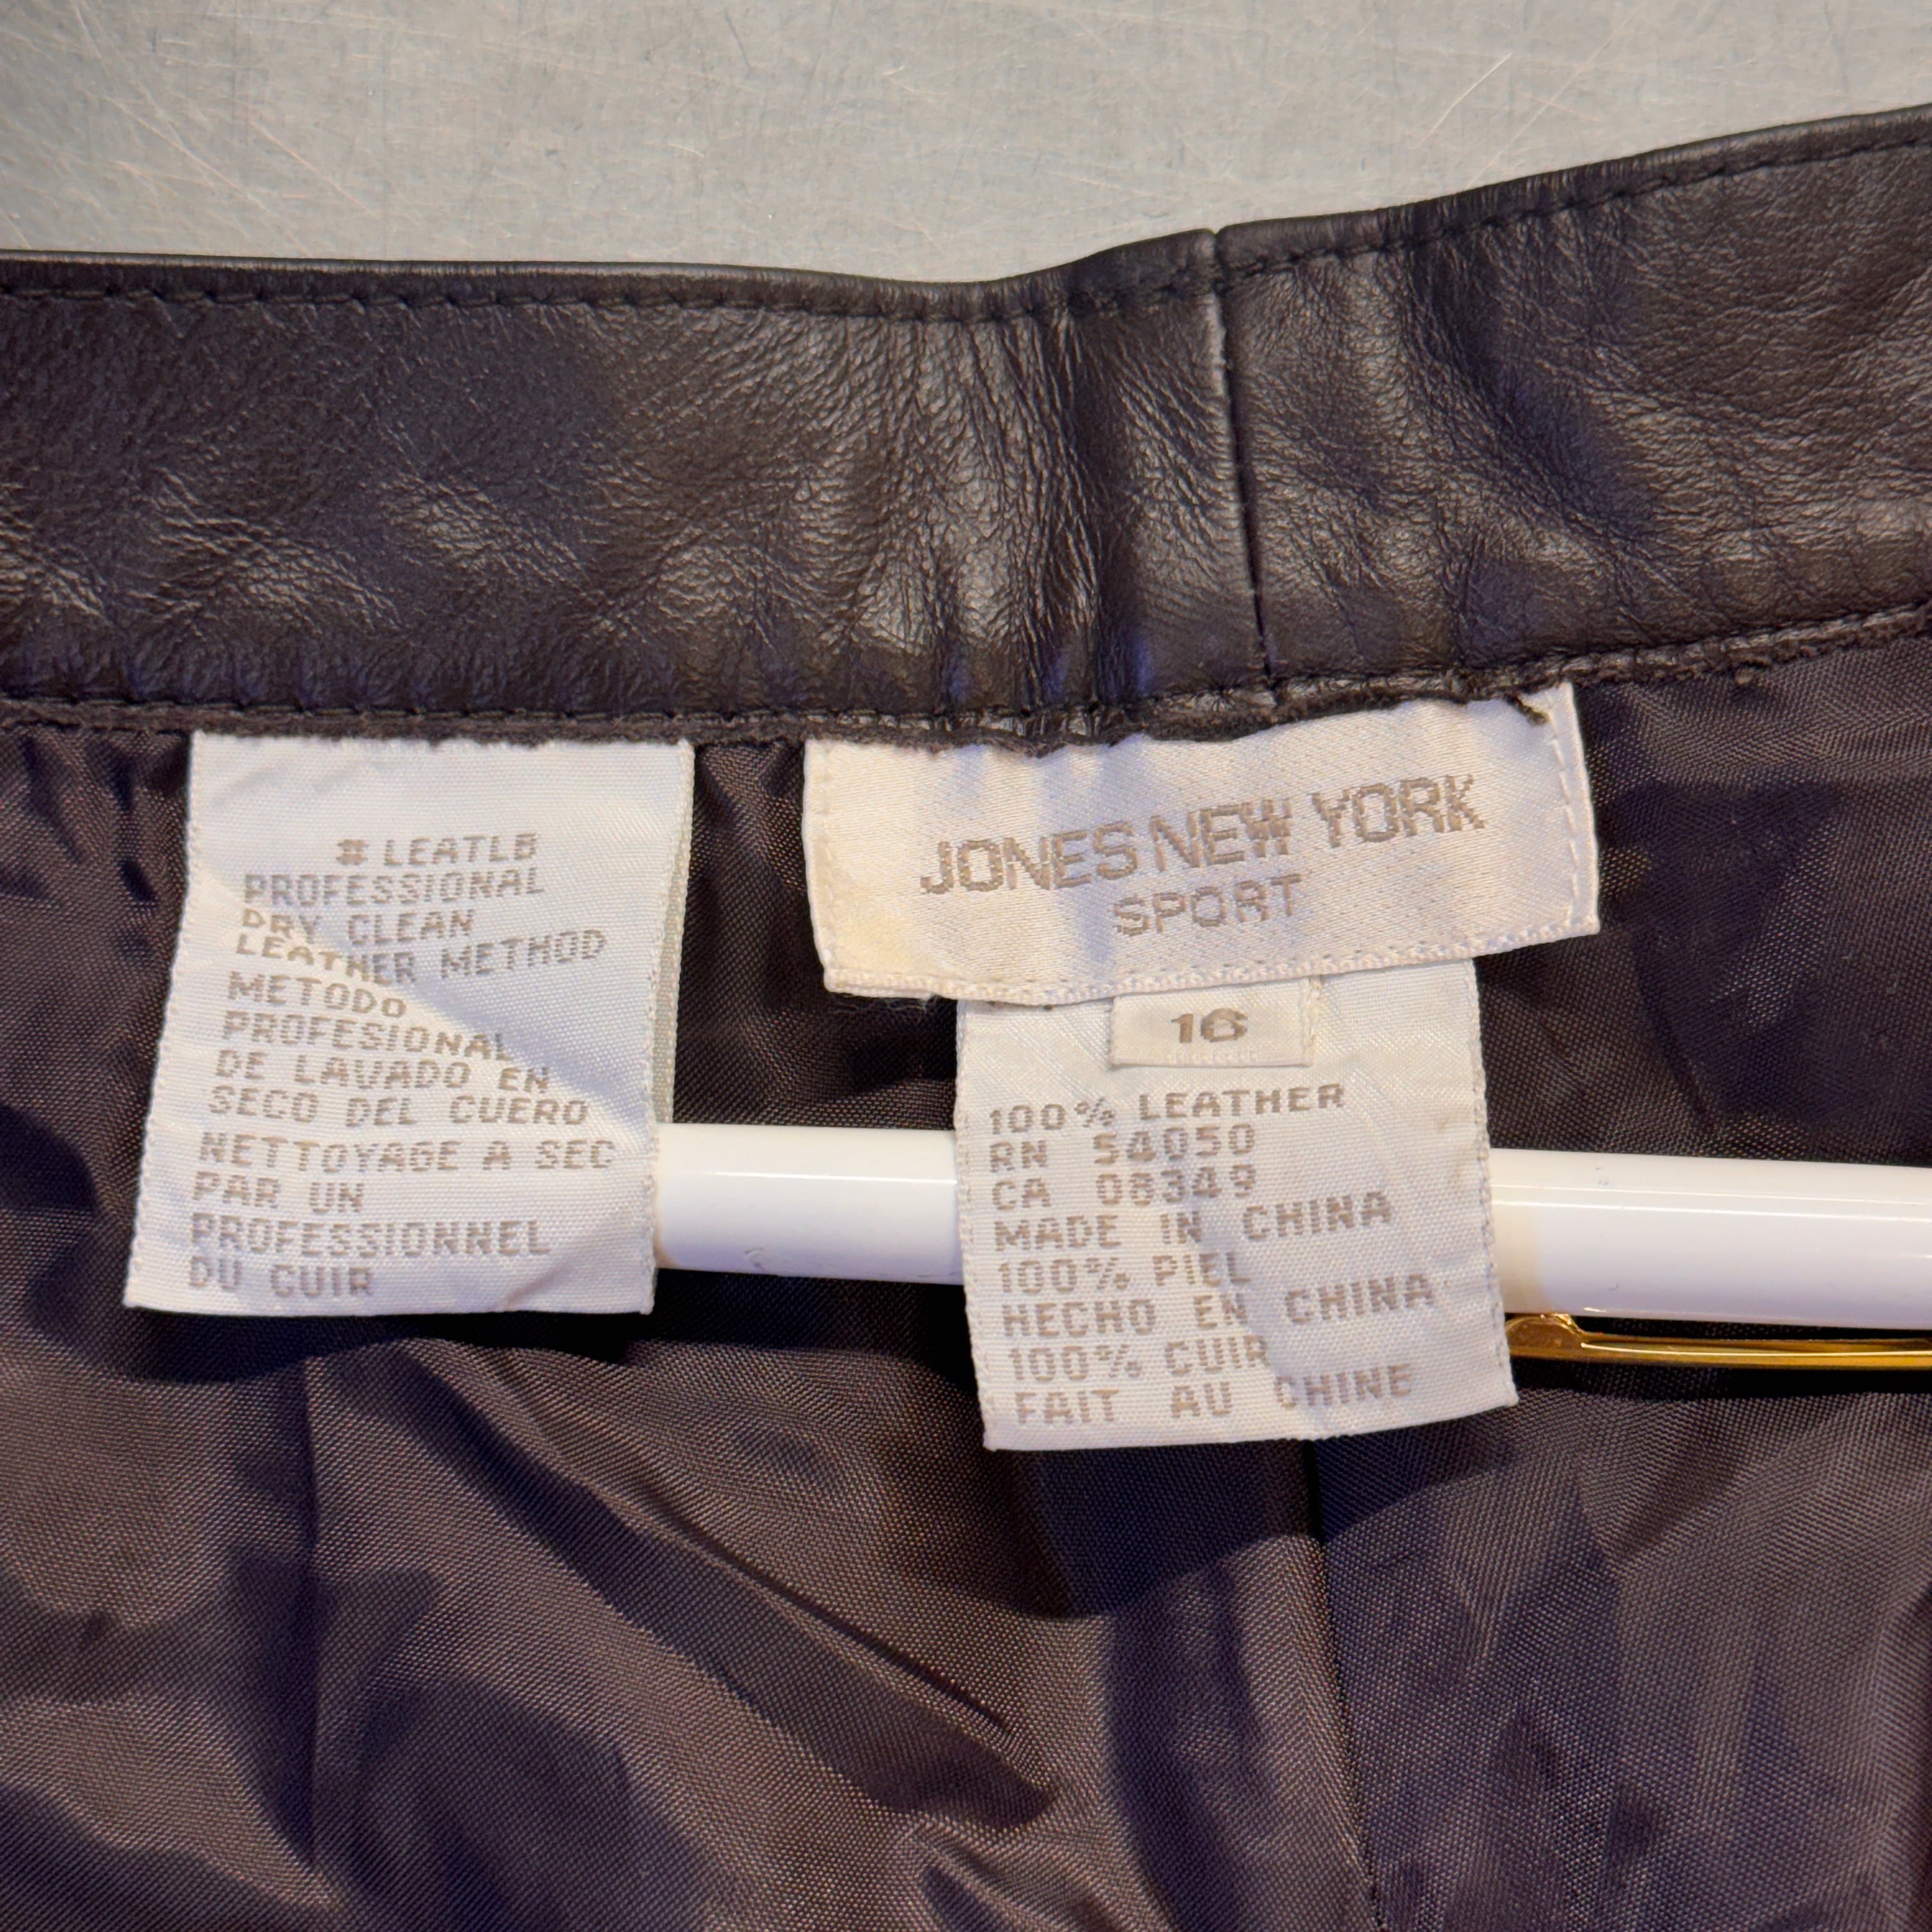 # LEATLB
PROFESSIONAL
DRY CLEAN
LEATHER METHOD
METODO
PROFESIONAL
DE LAVADO EN
SECO DEL CUERO
NETTOYAGE A SEC
PAR UN
PROFESSIONNEL
DU CUIR
JONES NEW YORK
SPORT
16
100% LEATHER
RN 54050
CA 08349
MADE IN CHINA
100% PIEL
HECHO EN CHINA
100% CUIR
FAIT AU CHINE